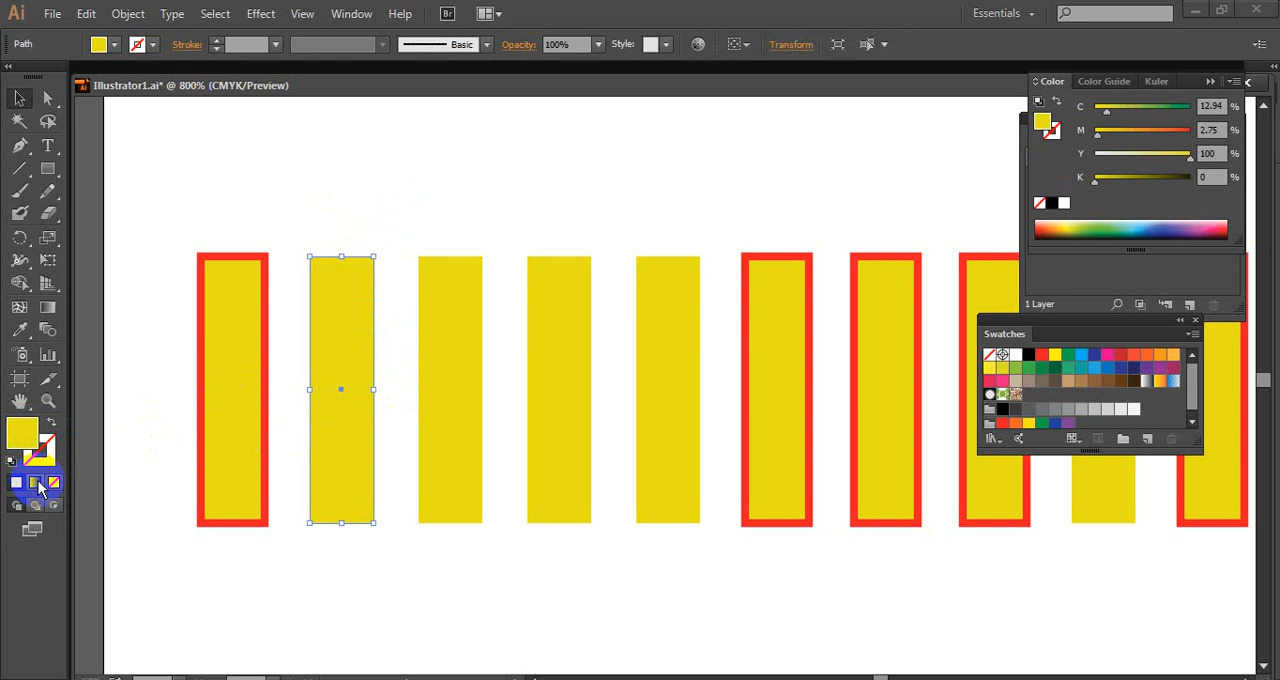 Ai File Edit Object Type Select Effect View Window Help Br Essentials
Path Stroke: Basic Opacity: 100% Style: Transform
Illustrator1.ai* @ 800% (CMYK/Preview)
Color Color Guide Kuler
C 12.94 %
M 2.75 %
Y 100 %
K 0 %
1 Layer
Swatches